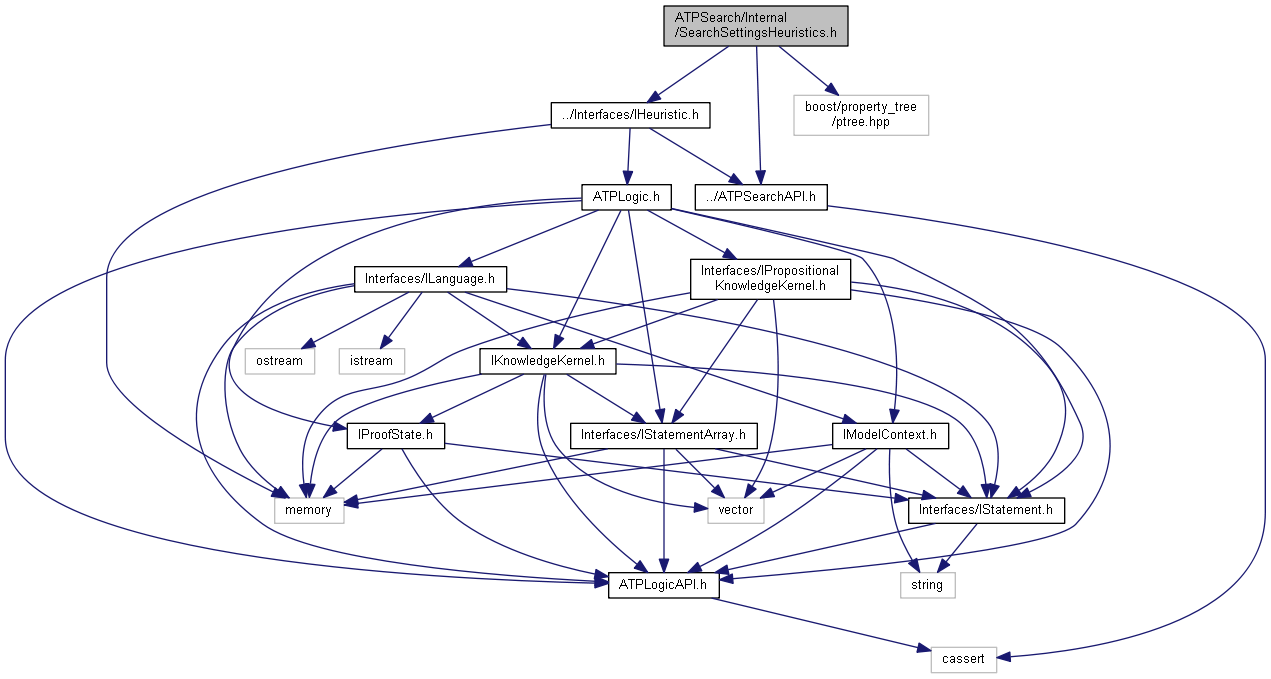 ATPSearch/Internal
/SearchSettingsHeuristics.h
../Interfaces/IHeuristic.h
boost/property_tree
/ptree.hpp
ATPLogic.h
../ATPSearchAPI.h
Interfaces/ILanguage.h
Interfaces/IPropositional
KnowledgeKernel.h
ostream
istream
IKnowledgeKernel.h
IProofState.h
Interfaces/IStatementArray.h
IModelContext.h
memory
vector
Interfaces/IStatement.h
ATPLogicAPI.h
string
cassert